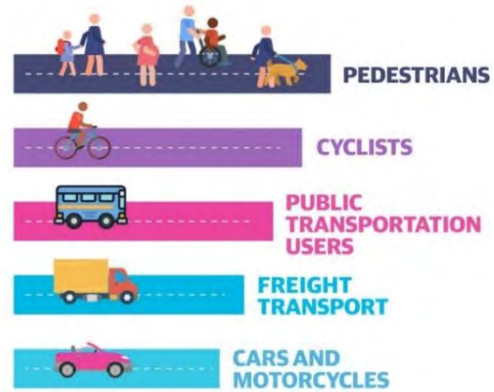 PEDESTRIANS
CYCLISTS
PUBLIC
TRANSPORTATION
USERS
FREIGHT
TRANSPORT
CARS AND
MOTORCYCLES